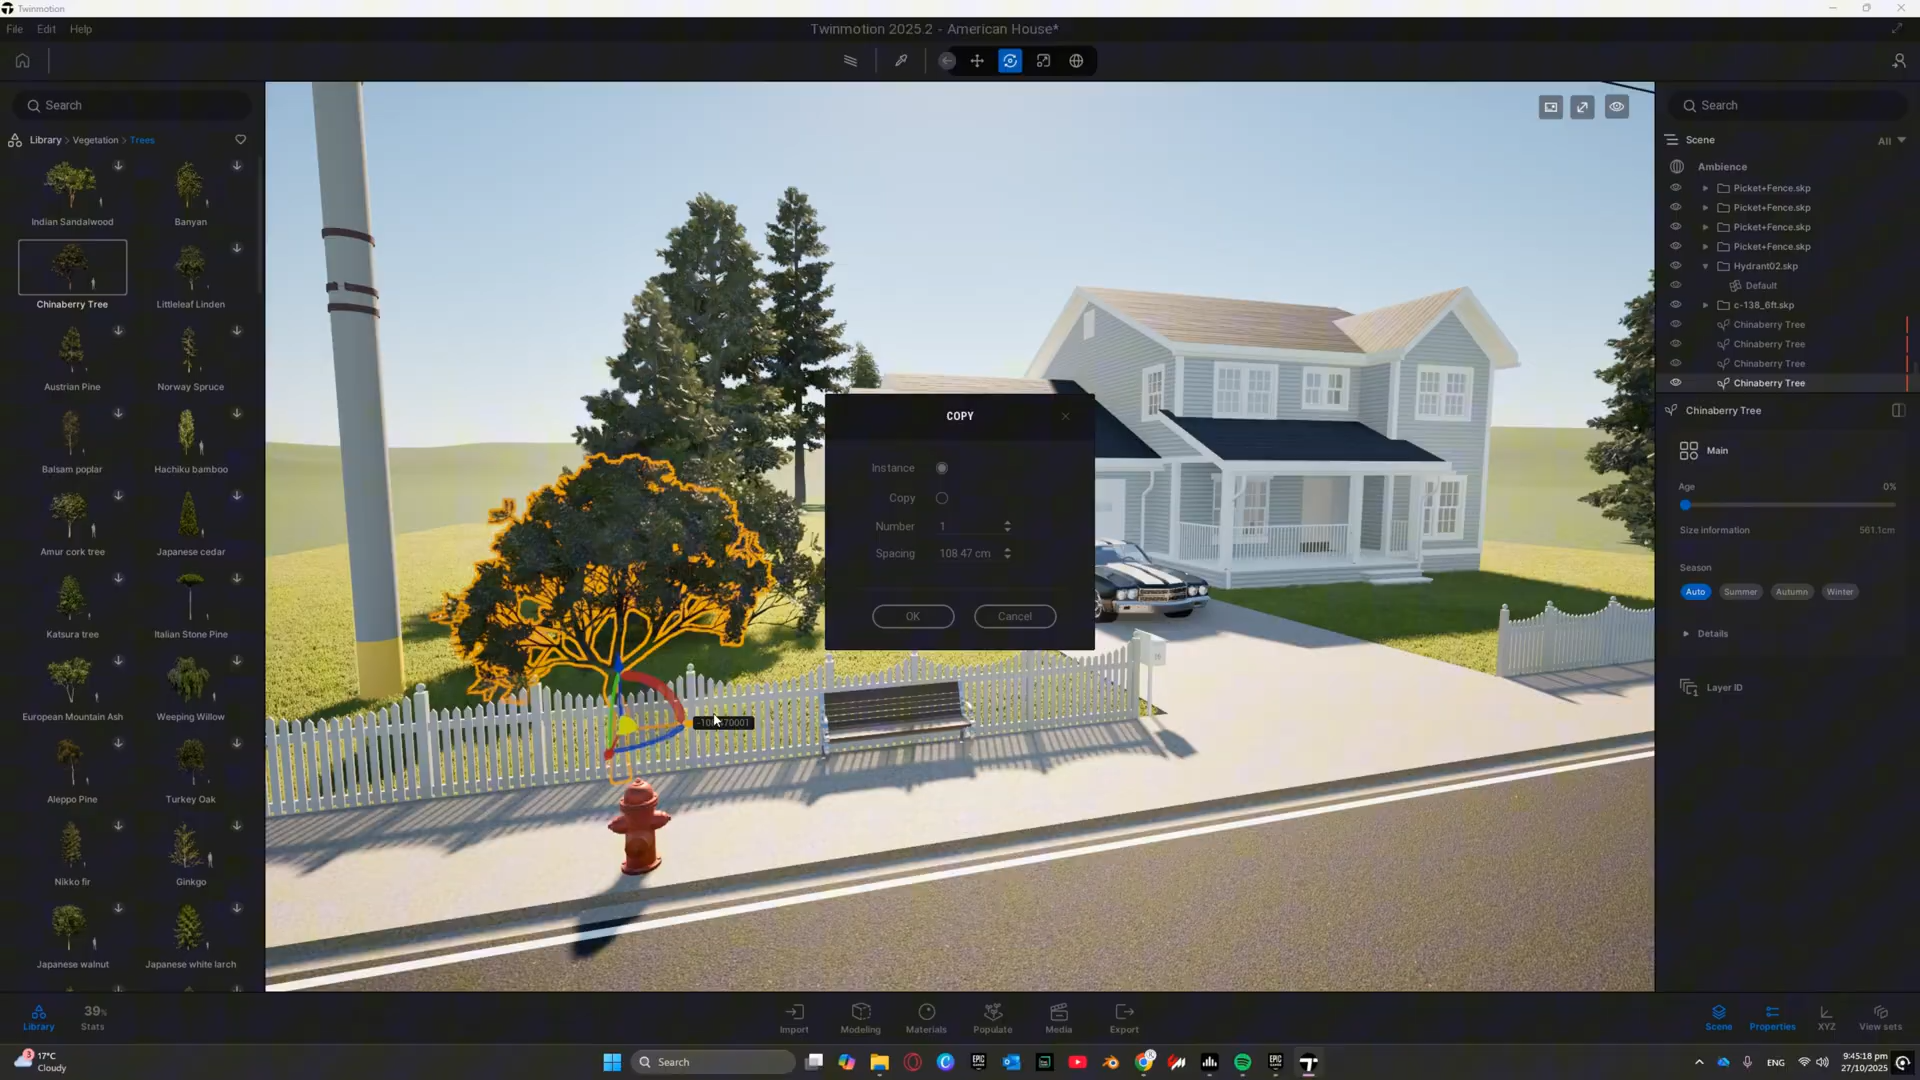 Twinmotion
File Edit Help
Twinmotion 2025.2 - American House*
Search
Library > Vegetation > Trees
Indian Sandalwood
Banyan
Chinaberry Tree
Littleleaf Linden
Austrian Pine
Norway Spruce
Balsam poplar
Hachiku bamboo
Amur cork tree
Japanese cedar
Katsura tree
Italian Stone Pine
European Mountain Ash
Weeping Willow
Aleppo Pine
Turkey Oak
Nikko fir
Ginkgo
Japanese walnut
Japanese white larch
COPY
Instance
Copy
Number 1
Spacing 108.47 cm
OK Cancel
Search
Scene All
Ambience
Picket+Fence.skp
Picket+Fence.skp
Picket+Fence.skp
Picket+Fence.skp
Hydrant02.skp
Default
c-138_6ft.skp
Chinaberry Tree
Chinaberry Tree
Chinaberry Tree
Chinaberry Tree
Chinaberry Tree
Main
Age 0%
Size information 561.1cm
Season
Auto Summer Autumn Winter
Details
Layer ID
Library
39%
Stats
Import
Modeling
Materials
Populate
Media
Export
Scene
Properties
XYZ
View sets
3
17°C
Cloudy
Search
ENG
9:45:18 pm
27/10/2025